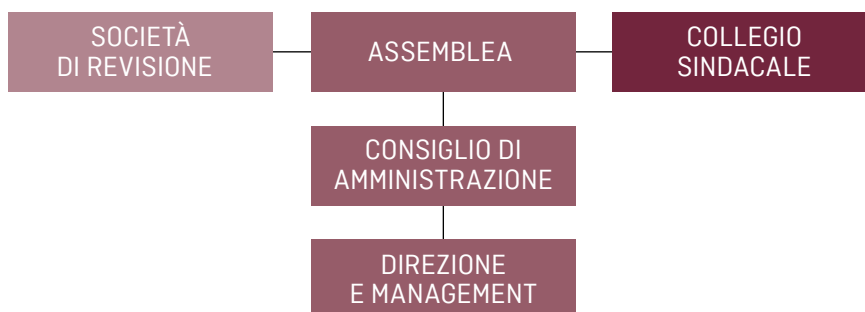 SOCIETÀ
DI REVISIONE
ASSEMBLEA
COLLEGIO
SINDACALE
CONSIGLIO DI
AMMINISTRAZIONE
DIREZIONE
E MANAGEMENT